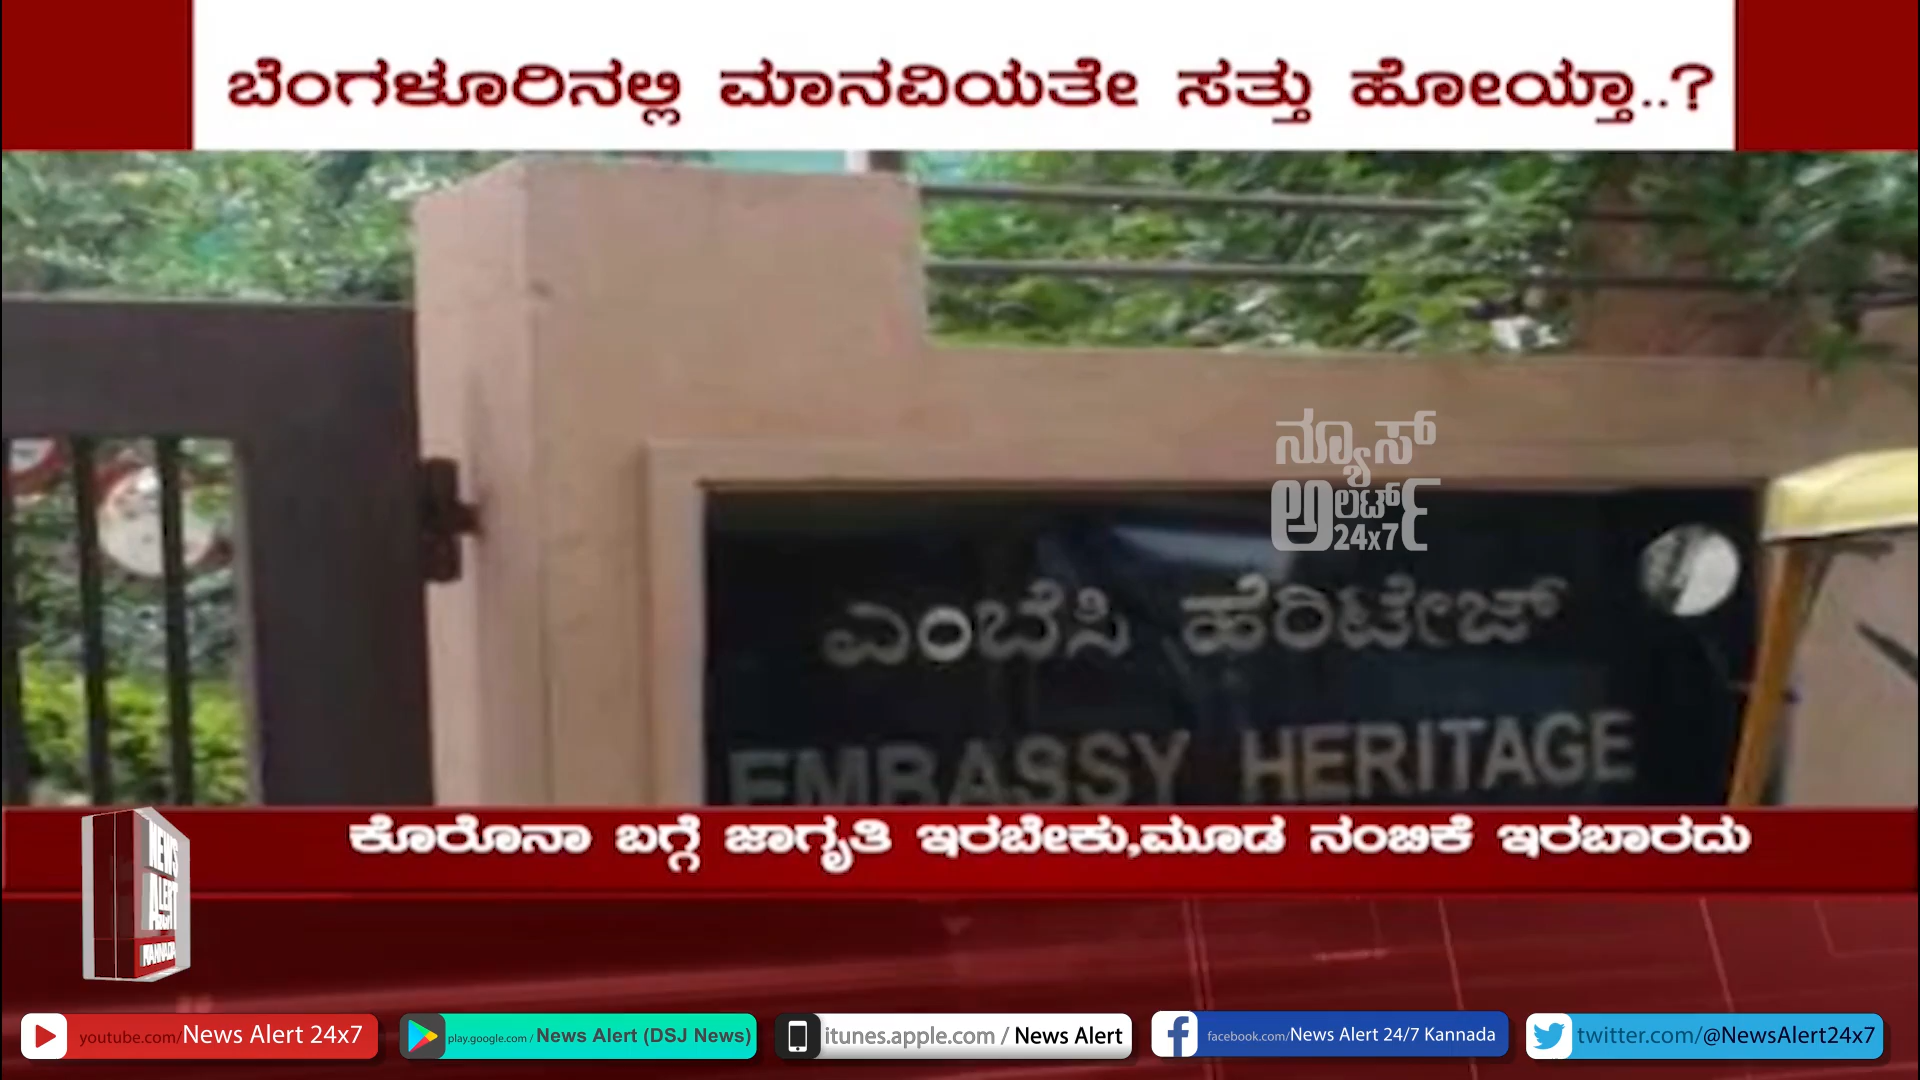 ಬೆಂಗಳೂರಿನಲ್ಲಿ ಮಾನವಿಯತೇ ಸತ್ತು ಹೋಯ್ತಾ..?
ನ್ಯೂಸ್
ಅಲರ್ಟ್
24x7
ಎಂಬೆಸಿ ಹೆರಿಟೇಜ್
EMBASSY HERITAGE
ಕೊರೊನಾ ಬಗ್ಗೆ ಜಾಗೃತಿ ಇರಬೇಕು,ಮೂಡ ನಂಬಿಕೆ ಇರಬಾರದು
NEWS
ALERT
KANNADA
youtube.com/News Alert 24x7
play.google.com / News Alert (DSJ News)
itunes.apple.com / News Alert
facebook.com/News Alert 24/7 Kannada
twitter.com/@NewsAlert24x7